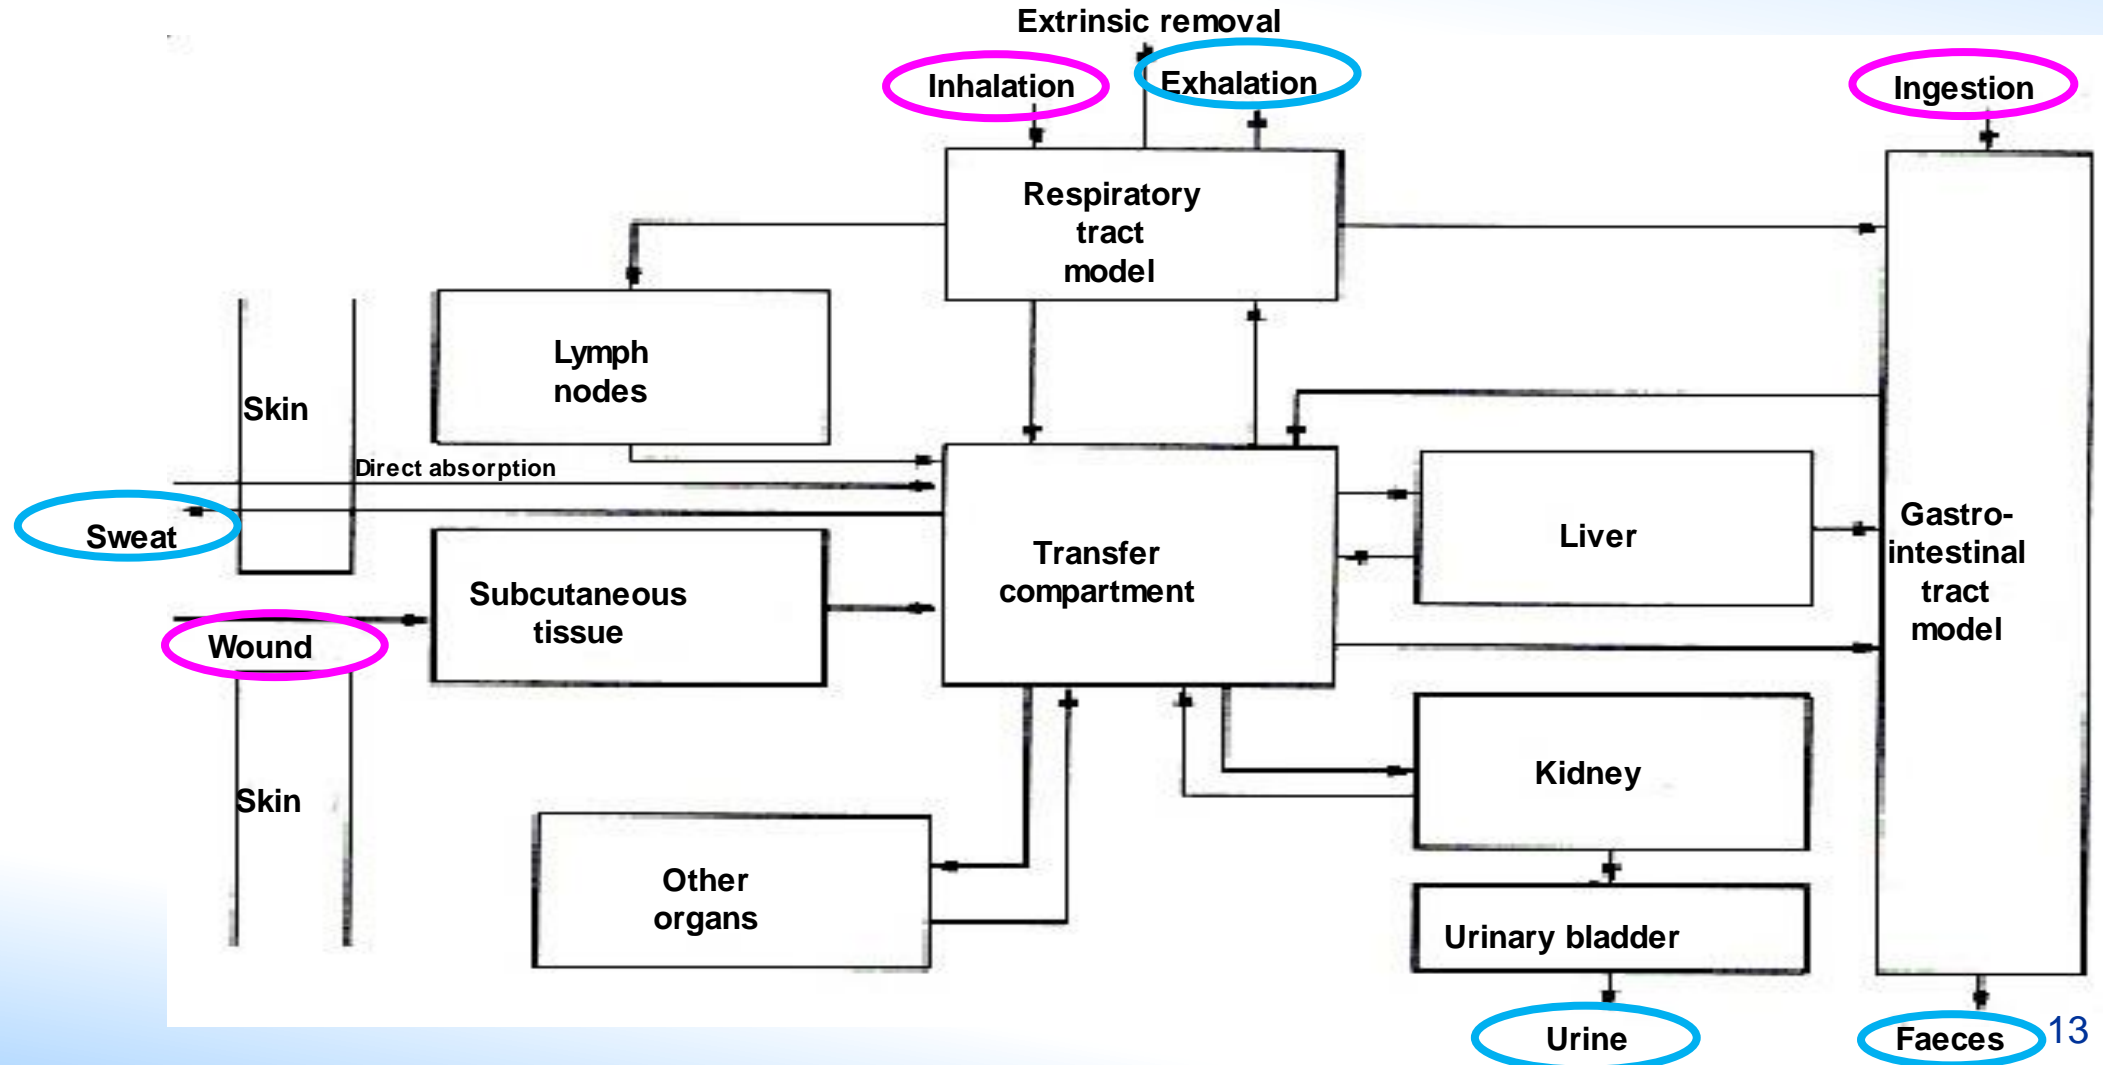 Extrinsic removal
Inhalation
Exhalation
Ingestion
Respiratory
tract
model
Lymph
nodes
Skin
Direct absorption
Sweat
Subcutaneous
tissue
Transfer
compartment
Liver
Gastro-
intestinal
tract
model
Wound
Skin
Kidney
Other
organs
Urinary bladder
Urine
Faeces
13